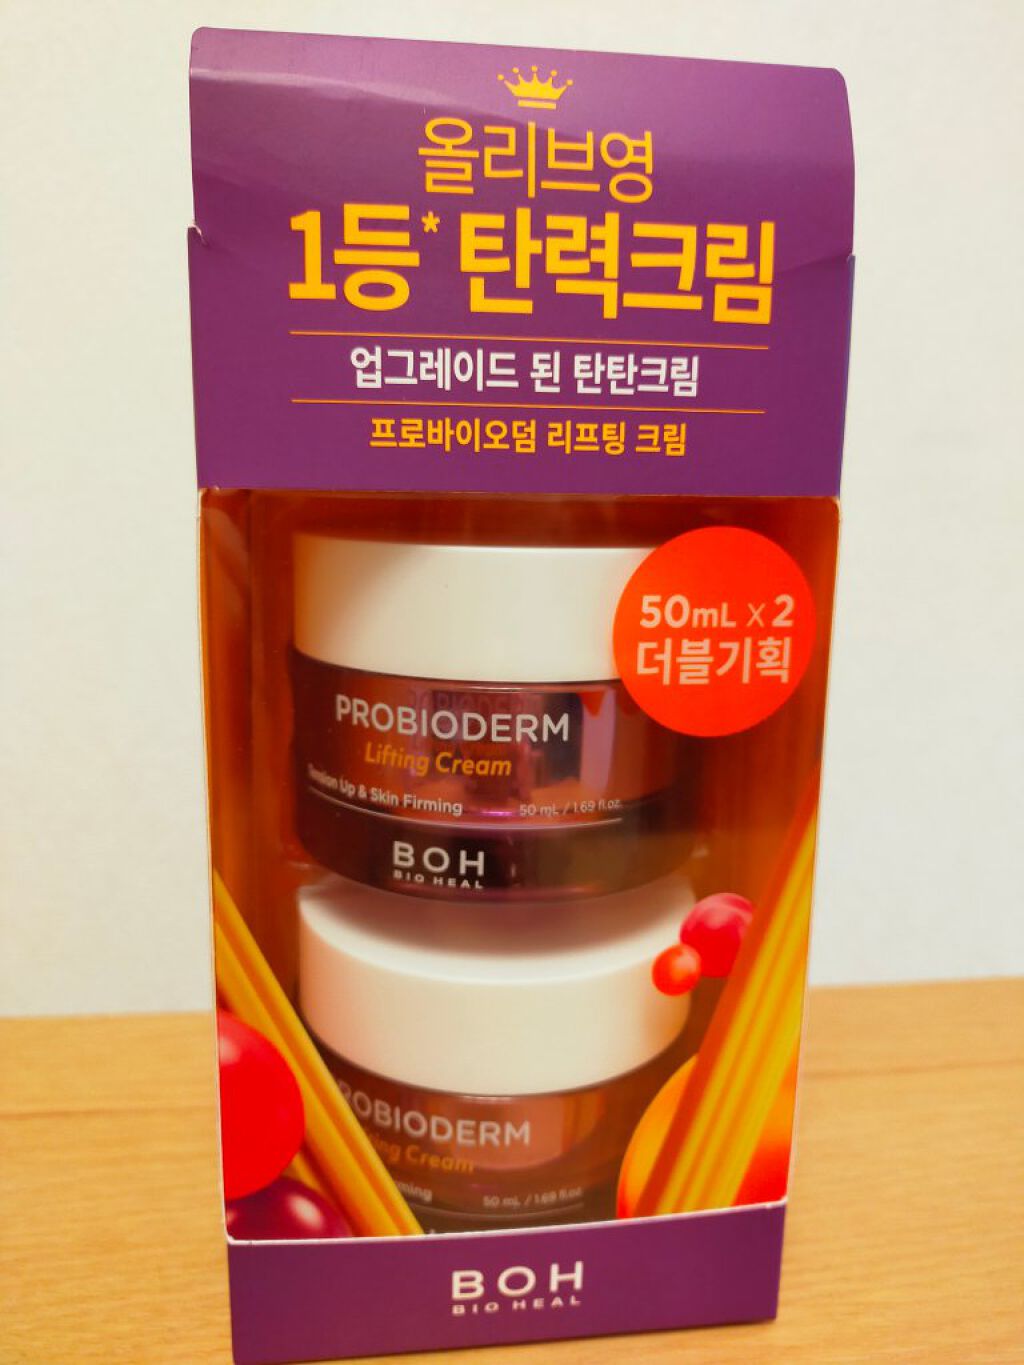 올리브영
1등* 탄력크림
업그레이드 된 탄탄크림
프로바이오덤 리프팅 크림
50mL X 2
더블기획
PROBIODERM
Lifting Cream
Tension Up & Skin Firming
50 mL / 1.69 fl.oz.
BOH
BIO HEAL
PROBIODERM
Lifting Cream
50 mL / 1.69 fl.oz.
BOH
BIO HEAL